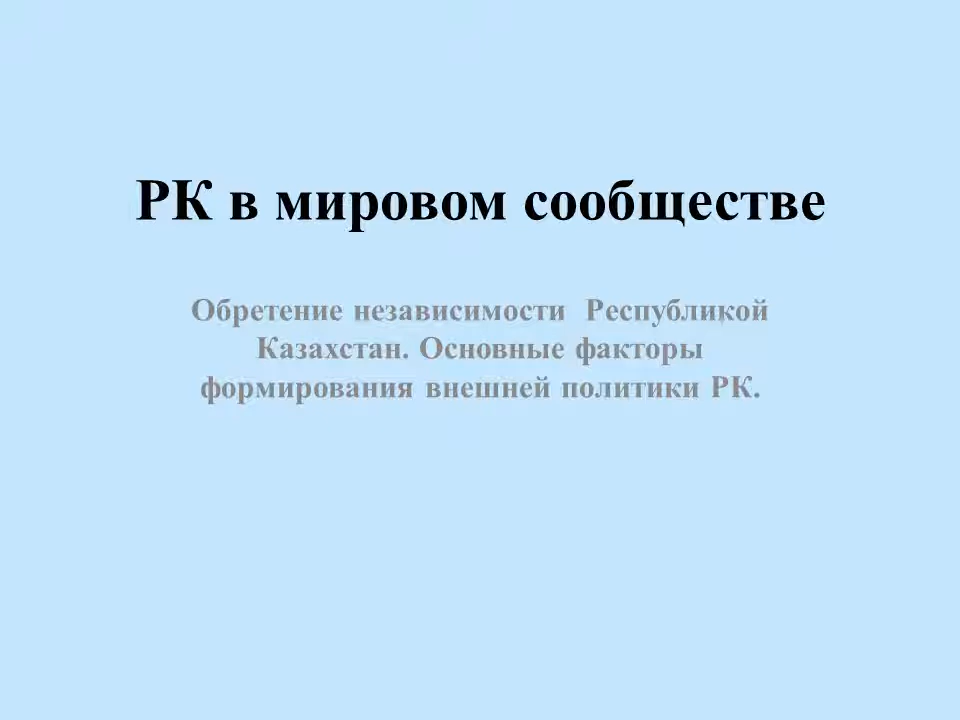 РК в мировом сообществе
Обретение независимости Республикой
Казахстан. Основные факторы
формирования внешней политики РК.